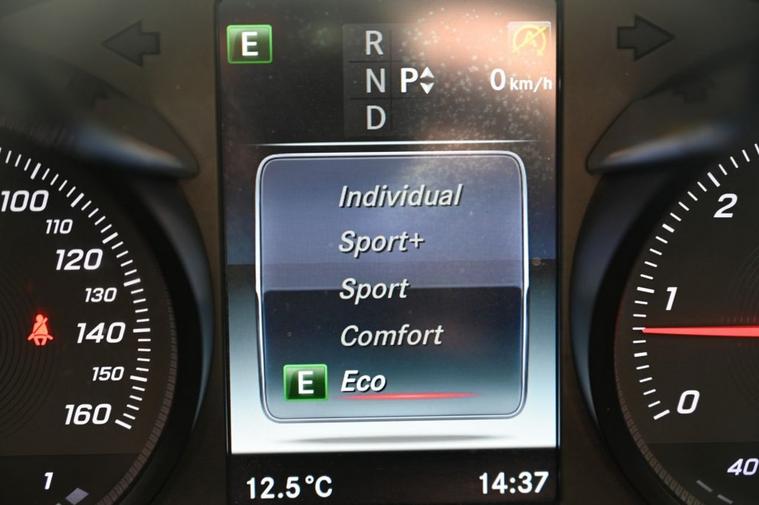 E
R
N
D
P
A
0 km/h
Individual
Sport+
Sport
Comfort
E Eco
12.5°C
14:37
100
110
120
130
140
150
160
1
2
1
0
40